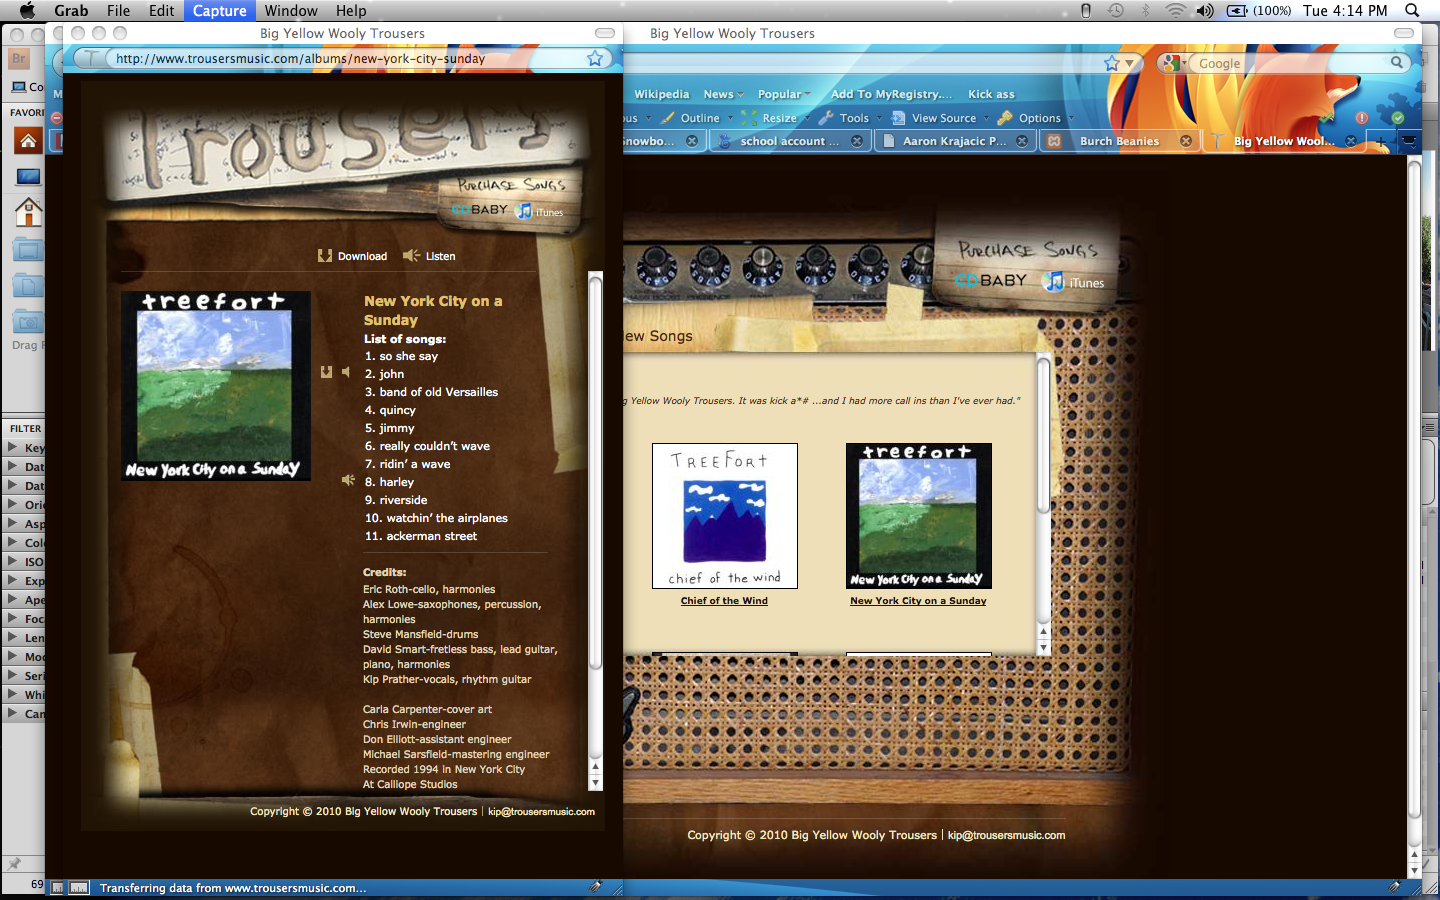 Grab File Edit Capture Window Help
(100%) Tue 4:14 PM
Big Yellow Wooly Trousers
Big Yellow Wooly Trousers
http://www.trousersmusic.com/albums/new-york-city-sunday
Google
Br
Wikipedia News Popular Add To MyRegistry.... Kick ass
Outline Resize Tools View Source Options
school account ... Aaron Krajacic P... Burch Beanies Big Yellow Wool...
Trousers
PURCHASE SONGS
CDBABY iTunes
Download Listen
treefort
New York City on a Sunday
New York City on a
Sunday
List of songs:
1. so she say
2. john
3. band of old Versailles
4. quincy
5. jimmy
6. really couldn't wave
7. ridin' a wave
8. harley
9. riverside
10. watchin' the airplanes
11. ackerman street
Credits:
Eric Roth-cello, harmonies
Alex Lowe-saxophones, percussion,
harmonies
Steve Mansfield-drums
David Smart-fretless bass, lead guitar,
piano, harmonies
Kip Prather-vocals, rhythm guitar
Carla Carpenter-cover art
Chris Irwin-engineer
Don Elliott-assistant engineer
Michael Sarsfield-mastering engineer
Recorded 1994 in New York City
At Calliope Studios
Copyright © 2010 Big Yellow Wooly Trousers | kip@trousersmusic.com
Transferring data from www.trousersmusic.com...
PURCHASE SONGS
CDBABY iTunes
ew Songs
g Yellow Wooly Trousers. It was kick a*# ...and I had more call ins than I've ever had."
TREEFORT
chief of the wind
Chief of the Wind
treefort
New York City on a Sunday
New York City on a Sunday
Copyright © 2010 Big Yellow Wooly Trousers | kip@trousersmusic.com
Co
FAVORI
Drag F
FILTER
Key
Dat
Dat
Orie
Asp
Colo
ISO
Exp
Ape
Foca
Len
Mod
Seri
Whi
Can
69